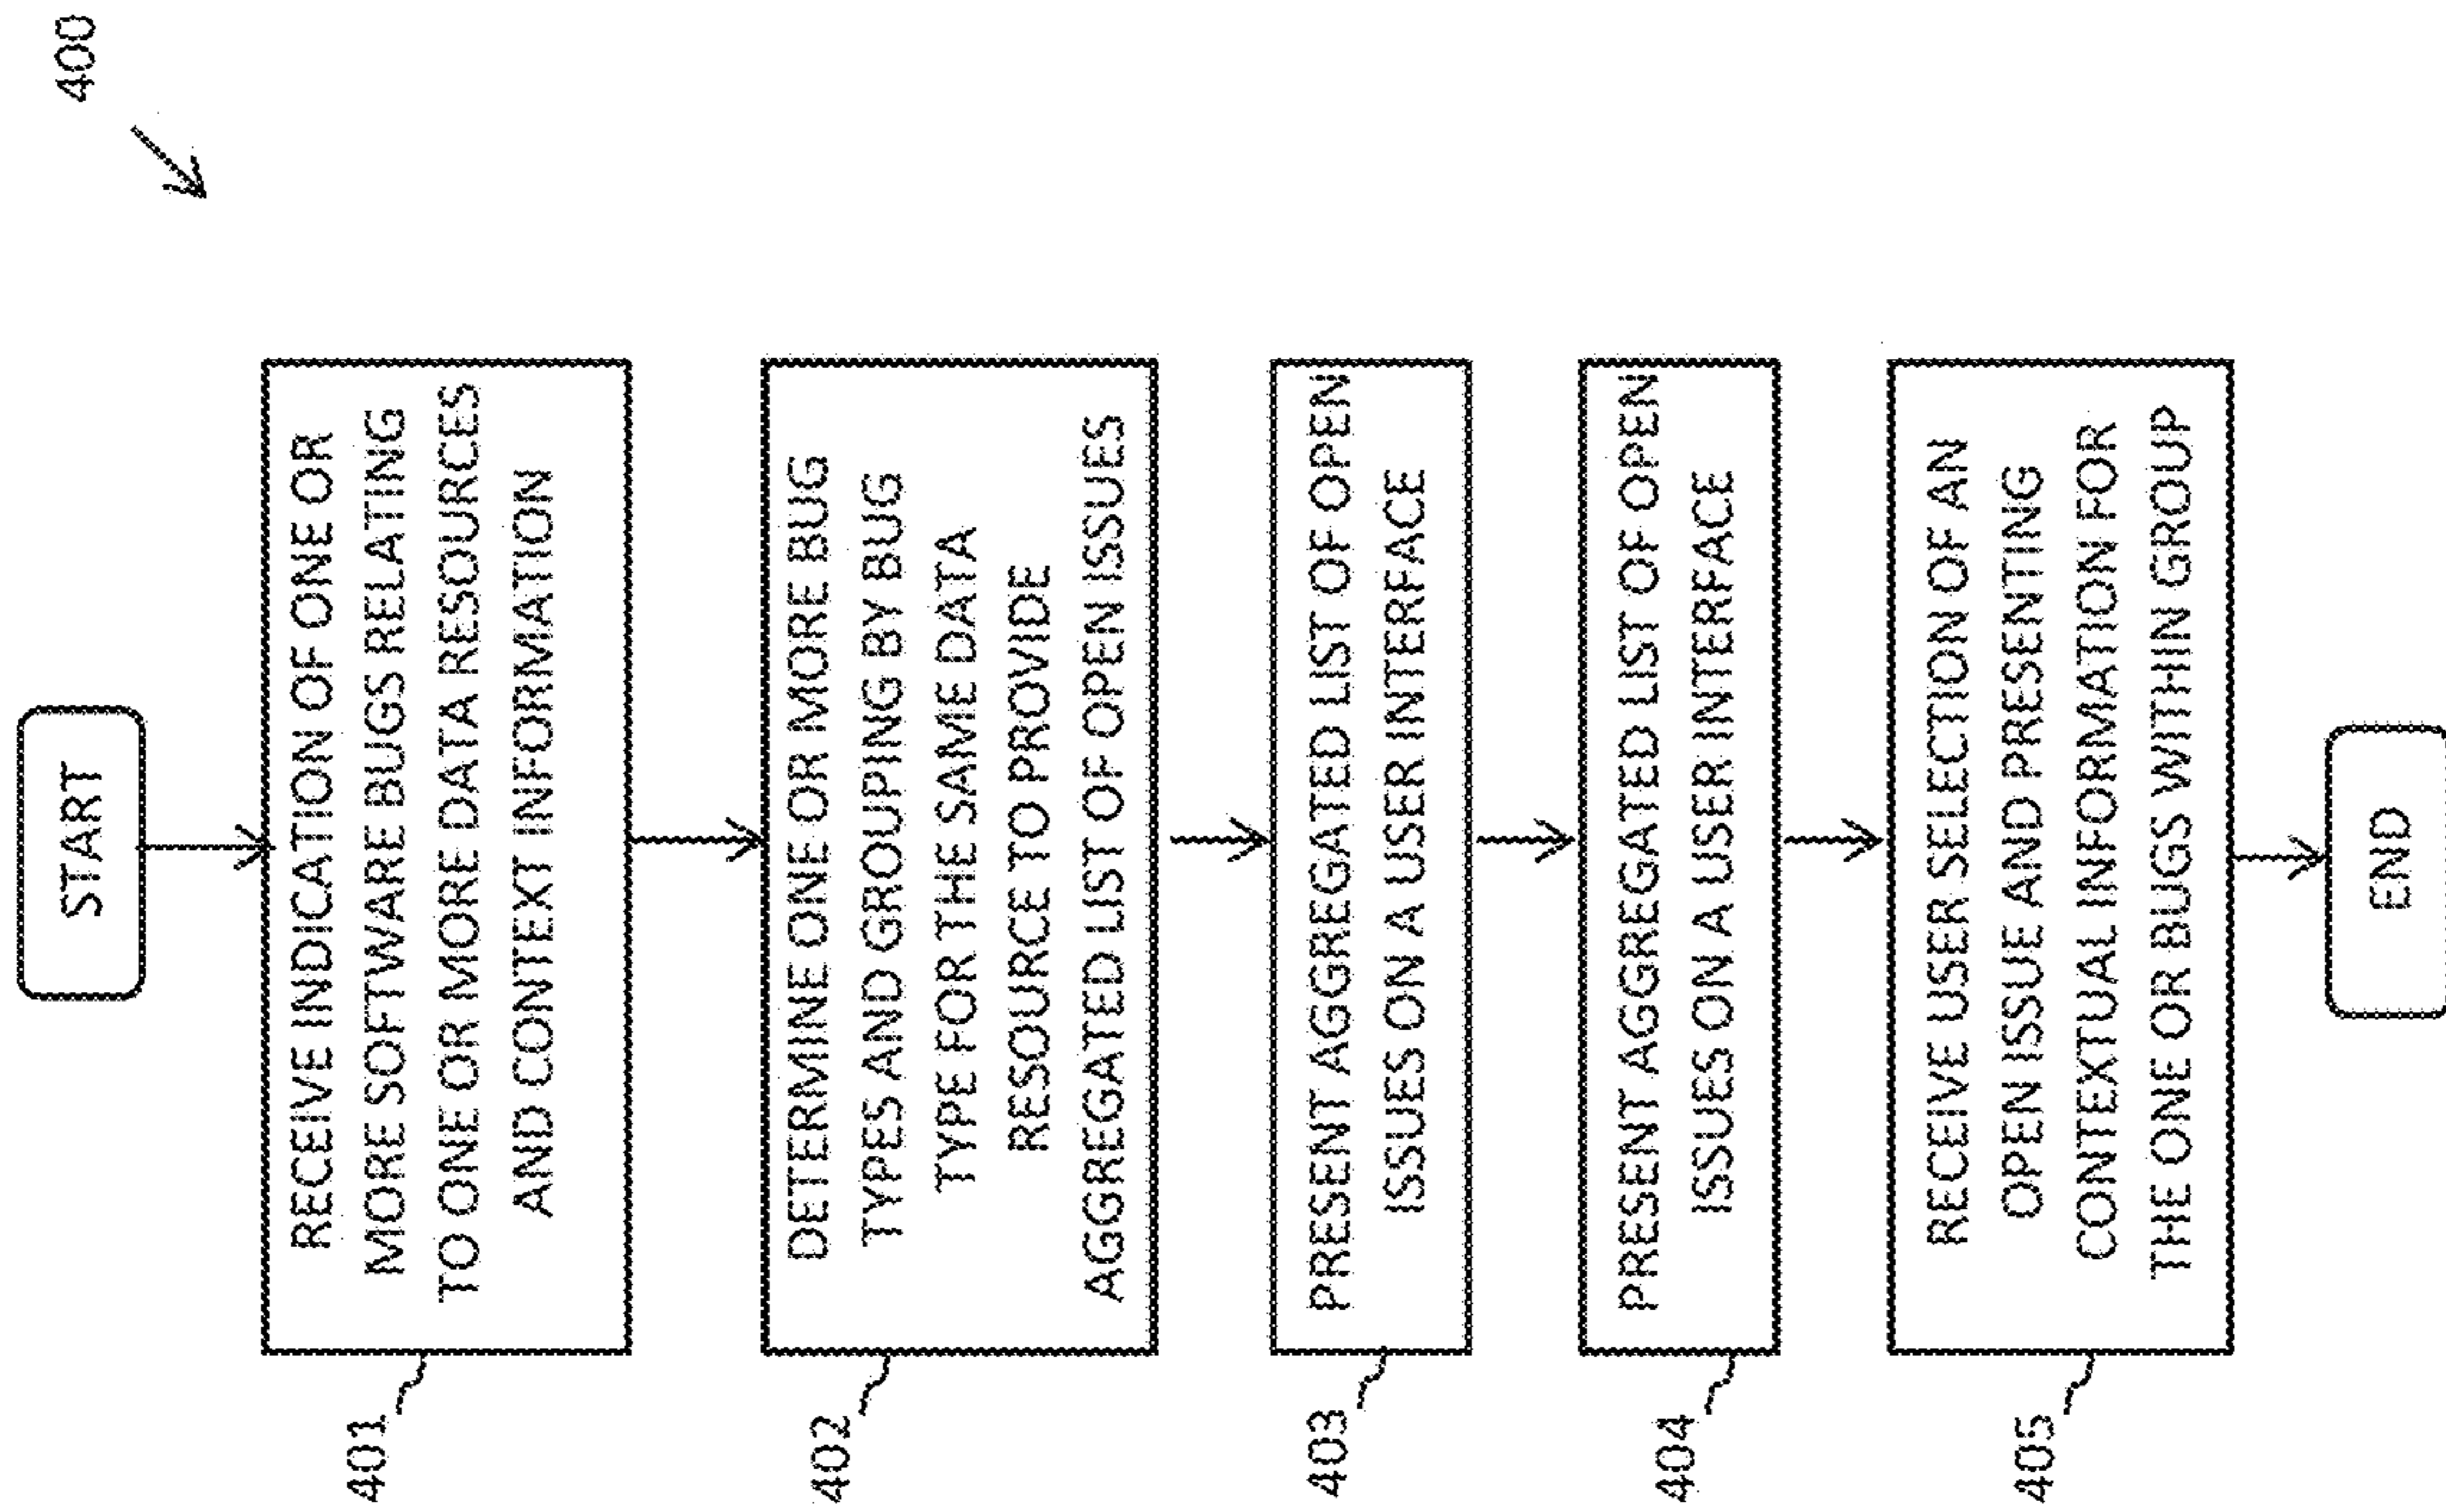 400
START
401
RECEIVE INDICATION OF ONE OR
MORE SOFTWARE BUGS RELATING
TO ONE OR MORE DATA RESOURCES
AND CONTEXT INFORMATION
402
DETERMINE ONE OR MORE BUG
TYPES AND GROUPING BY BUG
TYPE FOR THE SAME DATA
RESOURCE TO PROVIDE
AGGREGATED LIST OF OPEN ISSUES
403
PRESENT AGGREGATED LIST OF OPEN
ISSUES ON A USER INTERFACE
404
PRESENT AGGREGATED LIST OF OPEN
ISSUES ON A USER INTERFACE
405
RECEIVE USER SELECTION OF AN
OPEN ISSUE AND PRESENTING
CONTEXTUAL INFORMATION FOR
THE ONE OR BUGS WITHIN GROUP
END